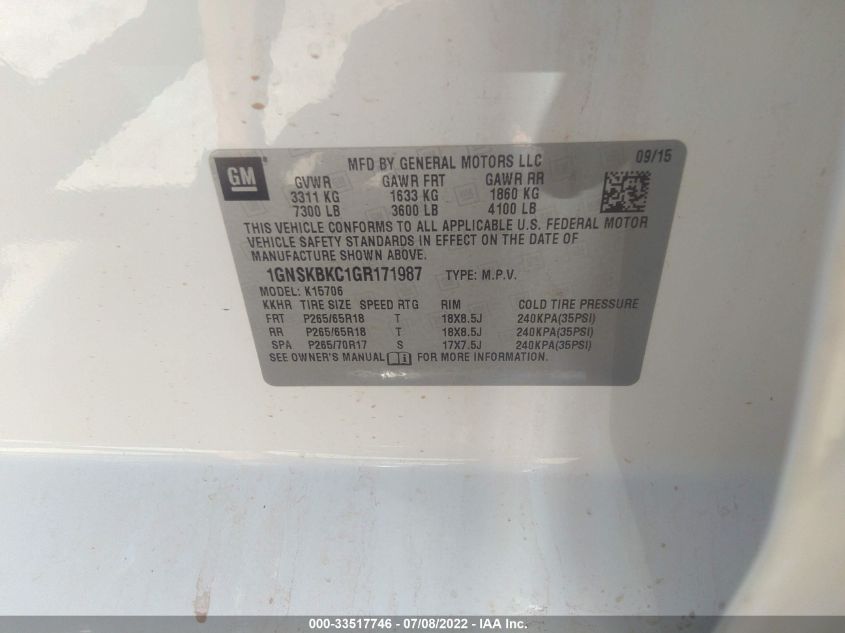 GM
MFD BY GENERAL MOTORS LLC 09/15
GVWR GAWR FRT GAWR RR
3311 KG 1633 KG 1860 KG
7300 LB 3600 LB 4100 LB
THIS VEHICLE CONFORMS TO ALL APPLICABLE U.S. FEDERAL MOTOR
VEHICLE SAFETY STANDARDS IN EFFECT ON THE DATE OF
MANUFACTURE SHOWN ABOVE.
1GNSKBKC1GR171987 TYPE: M.P.V.
MODEL: K15706
KKHR TIRE SIZE SPEED RTG RIM COLD TIRE PRESSURE
FRT P265/65R18 T 18X8.5J 240KPA(35PSI)
RR P265/65R18 T 18X8.5J 240KPA(35PSI)
SPA P265/70R17 S 17X7.5J 240KPA(35PSI)
SEE OWNER'S MANUAL FOR MORE INFORMATION.
000-33517746 - 07/08/2022 - IAA Inc.